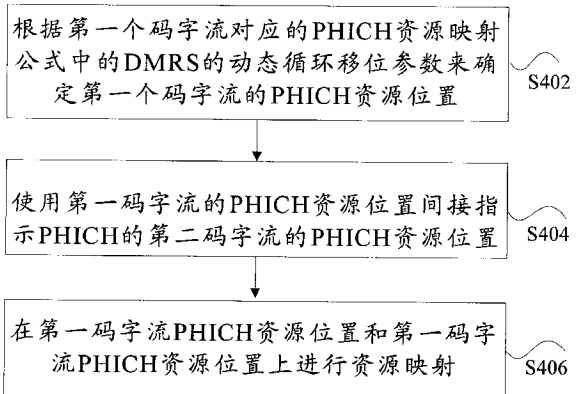 根据第一个码字流对应的PHICH资源映射
公式中的DMRS的动态循环移位参数来确
定第一个码字流的PHICH资源位置
S402
使用第一码字流的PHICH资源位置间接指
示PHICH的第二码字流的PHICH资源位置
S404
在第一码字流PHICH资源位置和第一码字
流PHICH资源位置上进行资源映射
S406